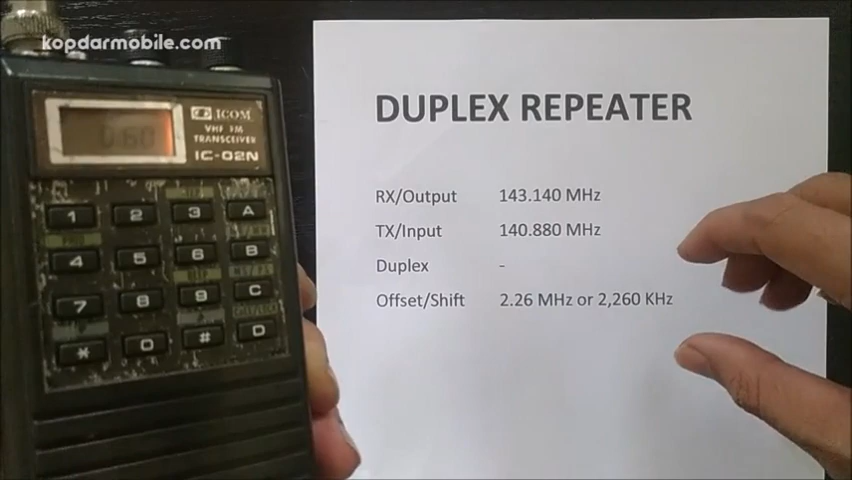 kopdarmobile.com
ICOM
VHF FM
TRANSCEIVER
IC-02N
1 2 3 A
4 5 6 B
7 8 9 C
* 0 # D
DUPLEX REPEATER
RX/Output 143.140 MHz
TX/Input 140.880 MHz
Duplex -
Offset/Shift 2.26 MHz or 2,260 KHz